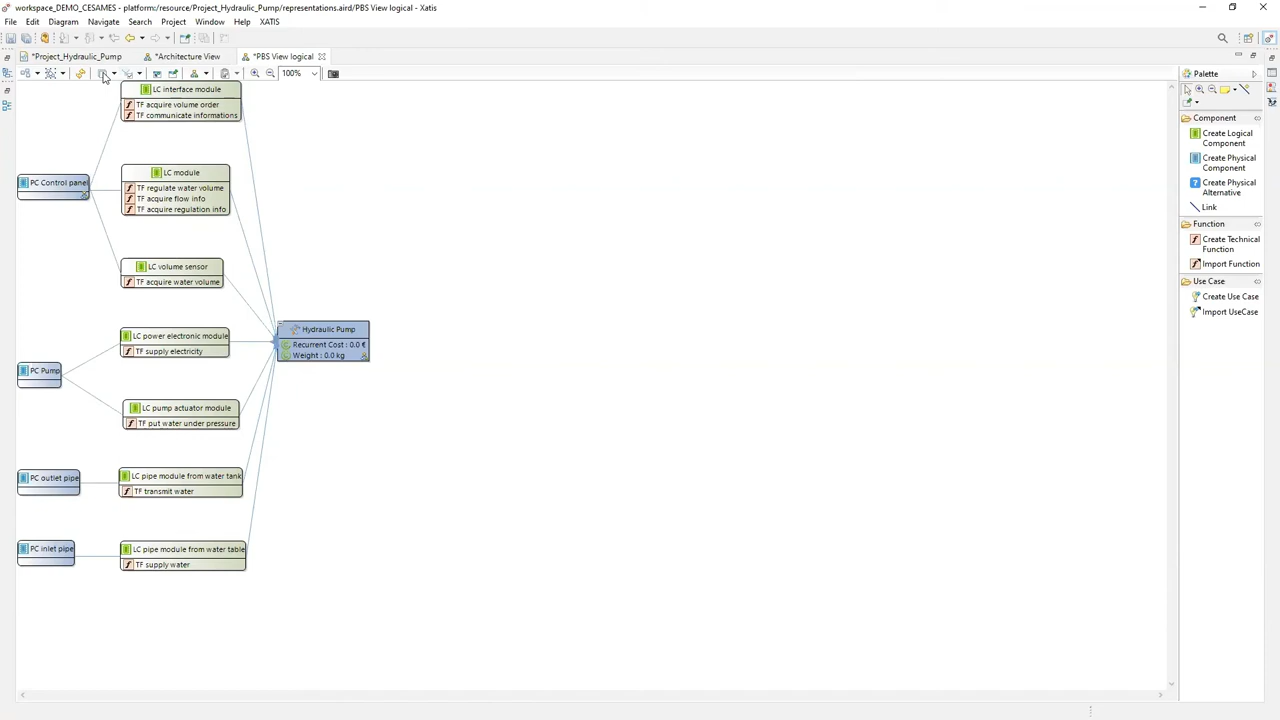 workspace_DEMO_CESAMES - platform:/resource/Project_Hydraulic_Pump/representations.aird/PBS View logical - Xatis
File Edit Diagram Navigate Search Project Window Help XATIS
*Project_Hydraulic_Pump *Architecture View *PBS View logical
100%
Palette
LC interface module
TF acquire volume order
TF communicate informations
PC Control panel
LC module
TF regulate water volume
TF acquire flow info
TF acquire regulation info
LC volume sensor
TF acquire water volume
LC power electronic module
TF supply electricity
Hydraulic Pump
Recurrent Cost : 0.0 €
Weight : 0.0 kg
PC Pump
LC pump actuator module
TF put water under pressure
PC outlet pipe
LC pipe module from water tank
TF transmit water
PC inlet pipe
LC pipe module from water table
TF supply water
Component
Create Logical
Component
Create Physical
Component
Create Physical
Alternative
Link
Function
Create Technical
Function
Import Function
Use Case
Create Use Case
Import UseCase